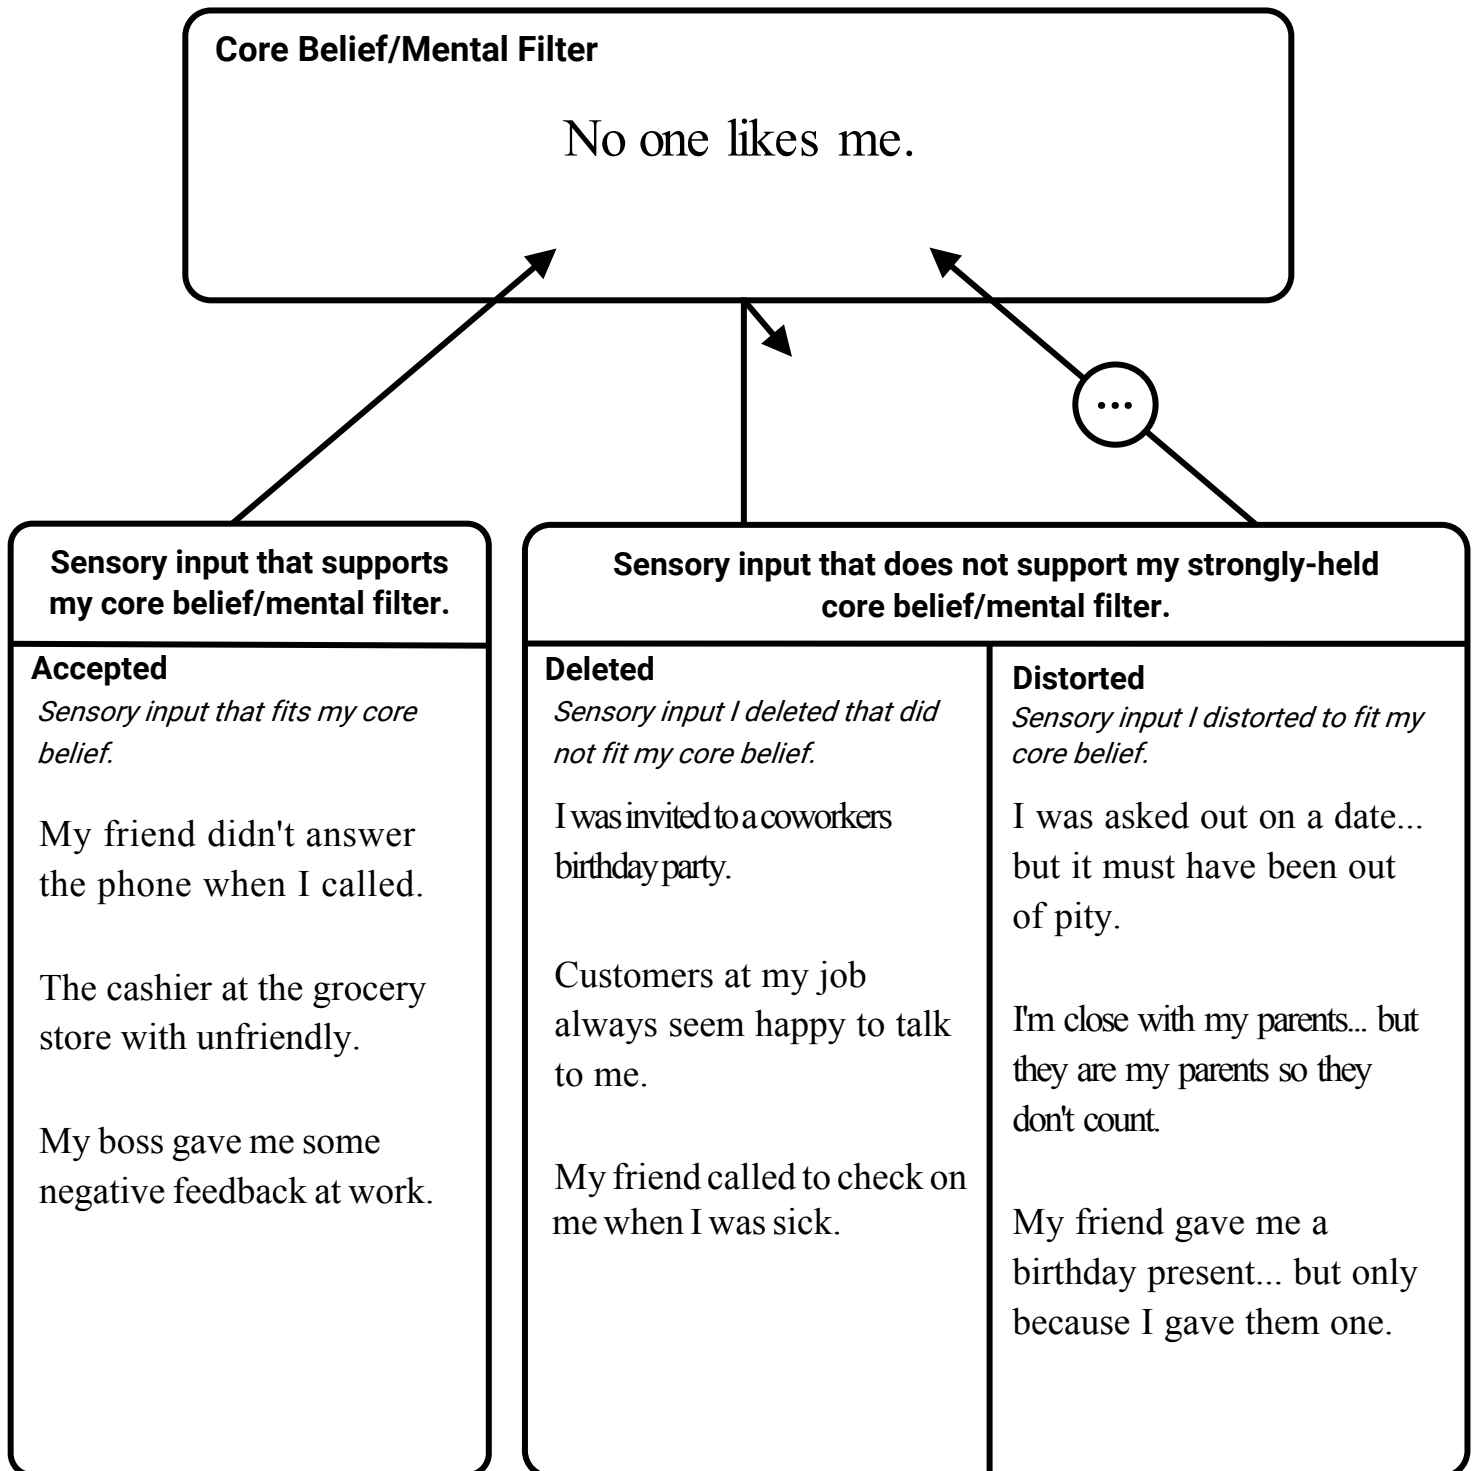 Core Belief/Mental Filter
No one likes me.
...
Sensory input that supports
my core belief/mental filter.
Accepted
Sensory input that fits my core
belief.
My friend didn't answer
the phone when I called.
The cashier at the grocery
store with unfriendly.
My boss gave me some
negative feedback at work.
Sensory input that does not support my strongly-held
core belief/mental filter.
Deleted
Sensory input I deleted that did
not fit my core belief.
I was invited to a coworkers
birthday party.
Customers at my job
always seem happy to talk
to me.
My friend called to check on
me when I was sick.
Distorted
Sensory input I distorted to fit my
core belief.
I was asked out on a date...
but it must have been out
of pity.
I'm close with my parents... but
they are my parents so they
don't count.
My friend gave me a
birthday present... but only
because I gave them one.